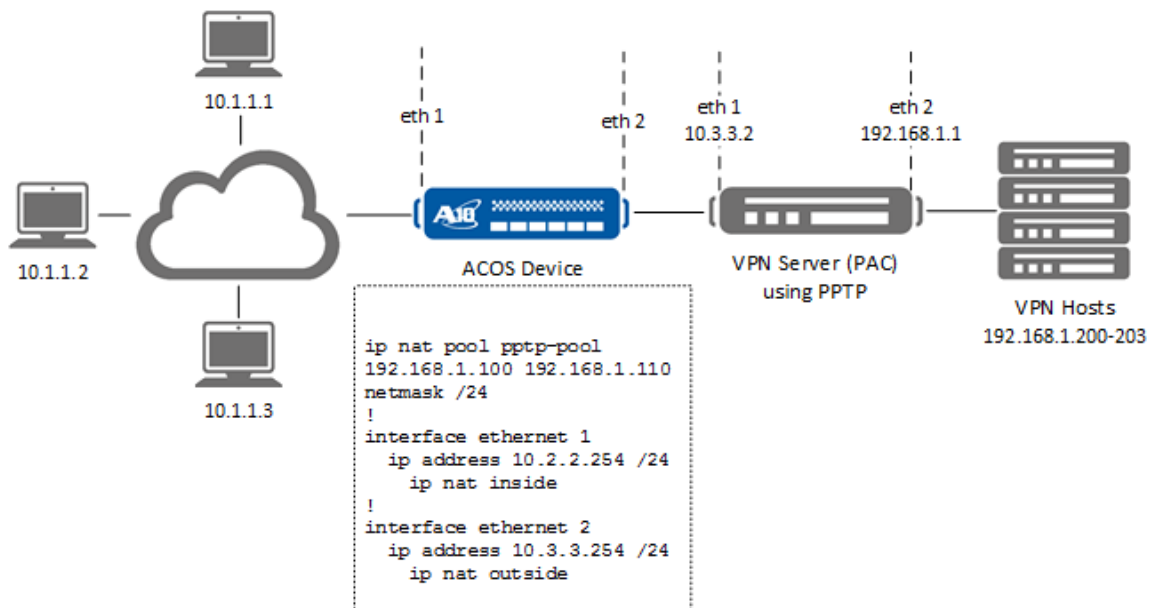 10.1.1.1
10.1.1.2
10.1.1.3
eth 1
eth 2
eth 1
10.3.3.2
eth 2
192.168.1.1
A10
ACOS Device
VPN Server (PAC)
using PPTP
VPN Hosts
192.168.1.200-203
ip nat pool pptp-pool
192.168.1.100 192.168.1.110
netmask /24
!
interface ethernet 1
ip address 10.2.2.254 /24
ip nat inside
!
interface ethernet 2
ip address 10.3.3.254 /24
ip nat outside